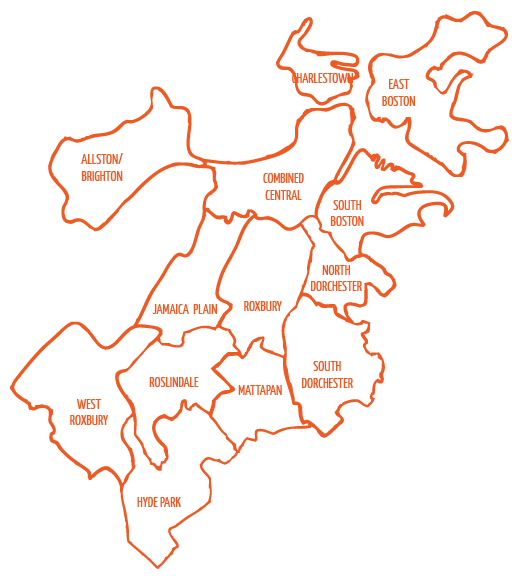 CHARLESTOWN
EAST
BOSTON
ALLSTON/
BRIGHTON
COMBINED
CENTRAL
SOUTH
BOSTON
NORTH
DORCHESTER
JAMAICA PLAIN
ROXBURY
SOUTH
DORCHESTER
ROSLINDALE
MATTAPAN
WEST
ROXBURY
HYDE PARK